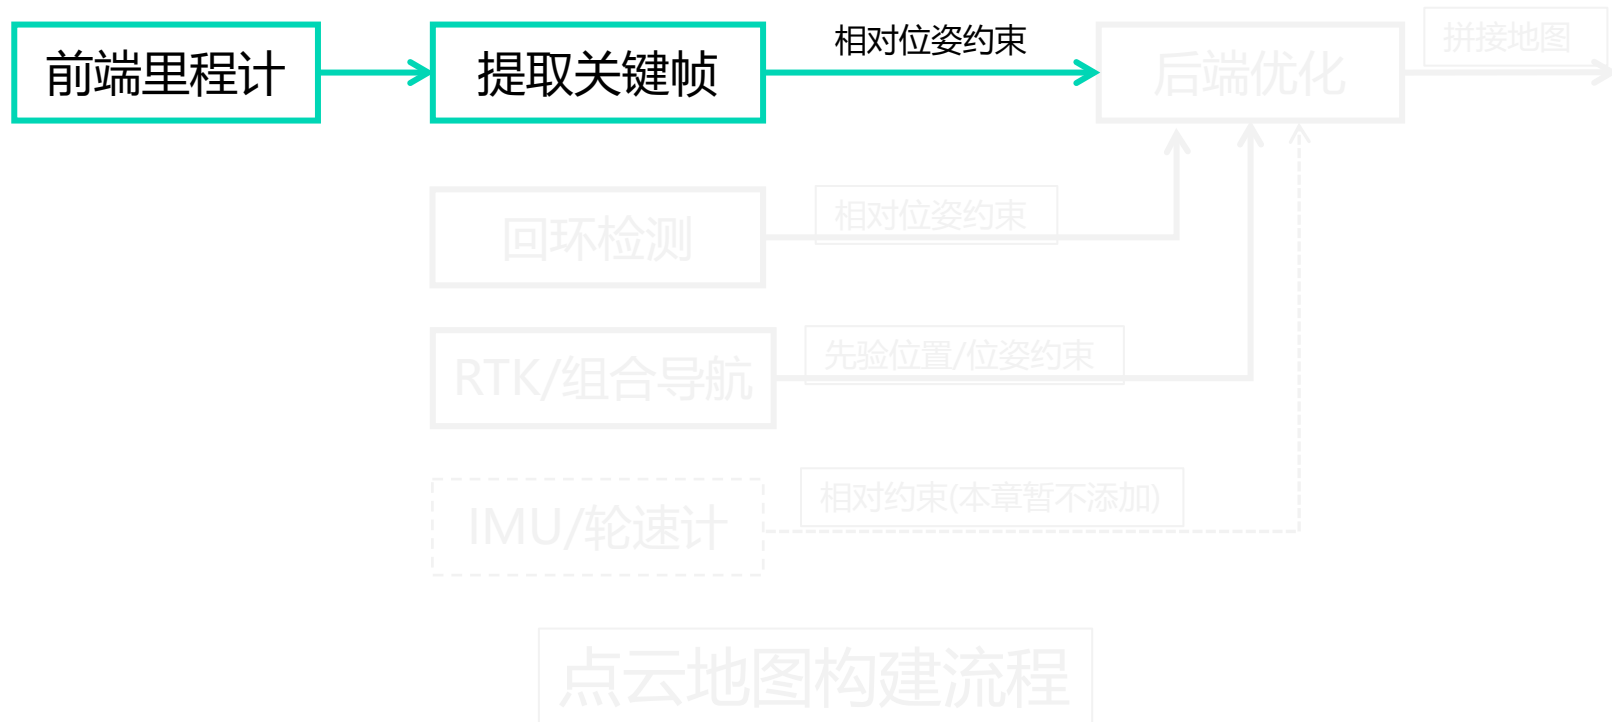 前端里程计
提取关键帧
相对位姿约束
后端优化
拼接地图
回环检测
相对位姿约束
RTK/组合导航
先验位置/位姿约束
IMU/轮速计
相对约束(本章暂不添加)
点云地图构建流程